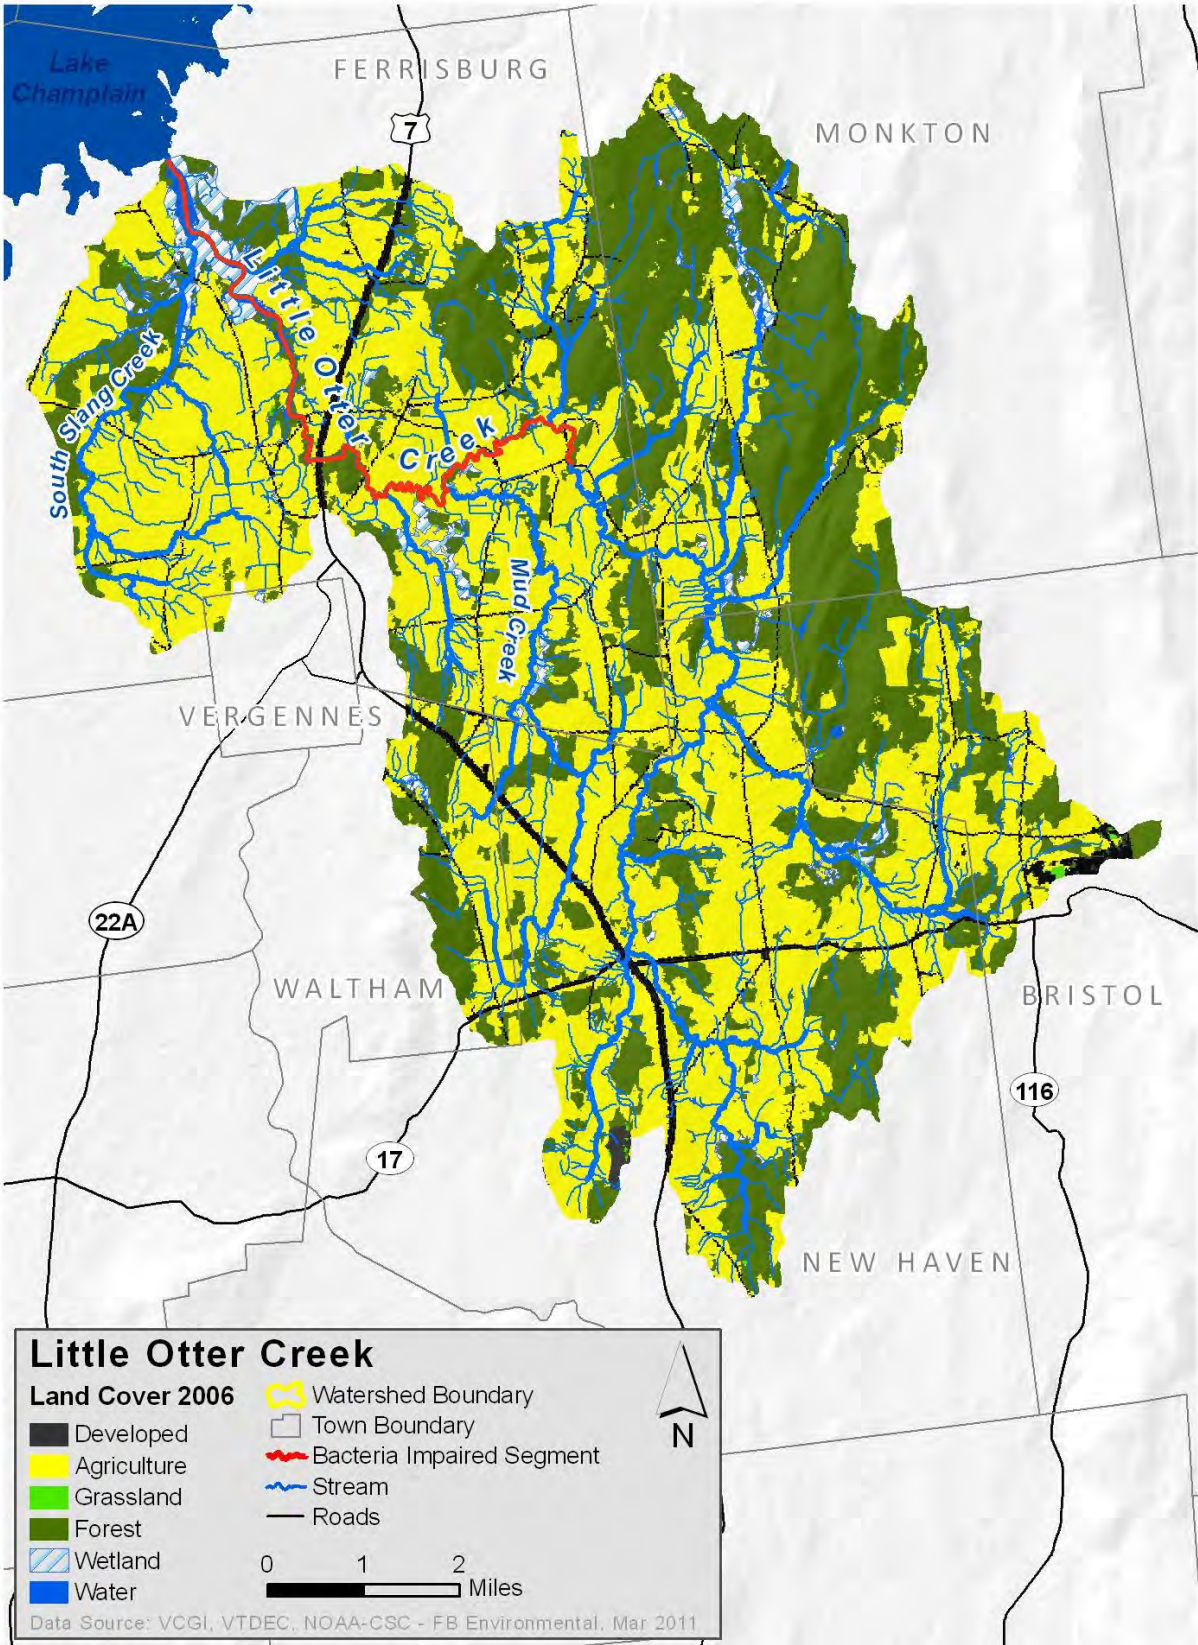 Lake
Champlain
FERRISBURG
7
MONKTON
Little Otter Creek
South Slang Creek
Mud Creek
VERGENNES
22A
WALTHAM
BRISTOL
116
17
NEW HAVEN
Little Otter Creek
Land Cover 2006
Developed
Agriculture
Grassland
Forest
Wetland
Water
Watershed Boundary
Town Boundary
Bacteria Impaired Segment
Stream
Roads
0 1 2
Miles
N
Data Source: VCGI, VTDEC, NOAA-CSC - FB Environmental, Mar 2011